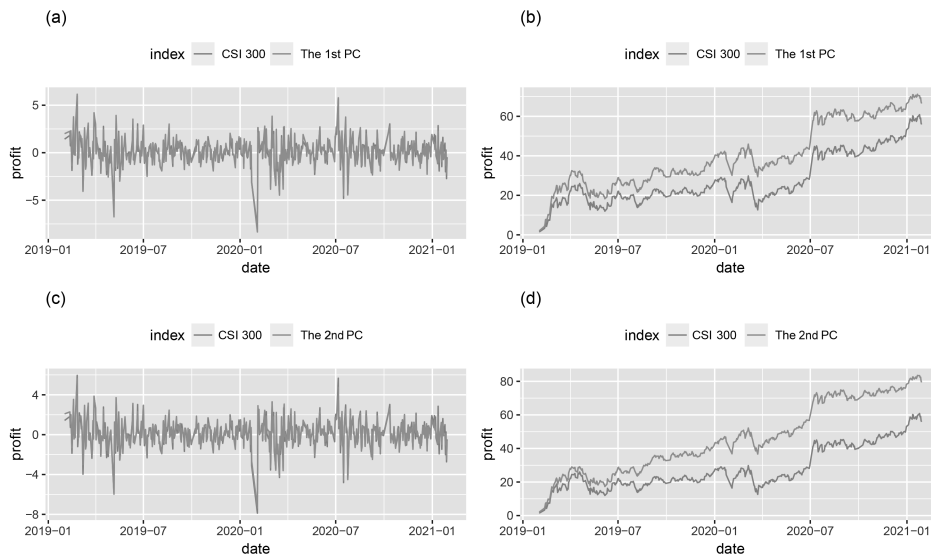 (a)
index CSI 300 The 1st PC
5
0
−5
profit
2019−01 2019−07 2020−01 2020−07 2021−01
date
(b)
index CSI 300 The 1st PC
60
40
20
0
profit
2019−01 2019−07 2020−01 2020−07 2021−01
date
(c)
index CSI 300 The 2nd PC
4
0
−4
−8
profit
2019−01 2019−07 2020−01 2020−07 2021−01
date
(d)
index CSI 300 The 2nd PC
80
60
40
20
0
profit
2019−01 2019−07 2020−01 2020−07 2021−01
date